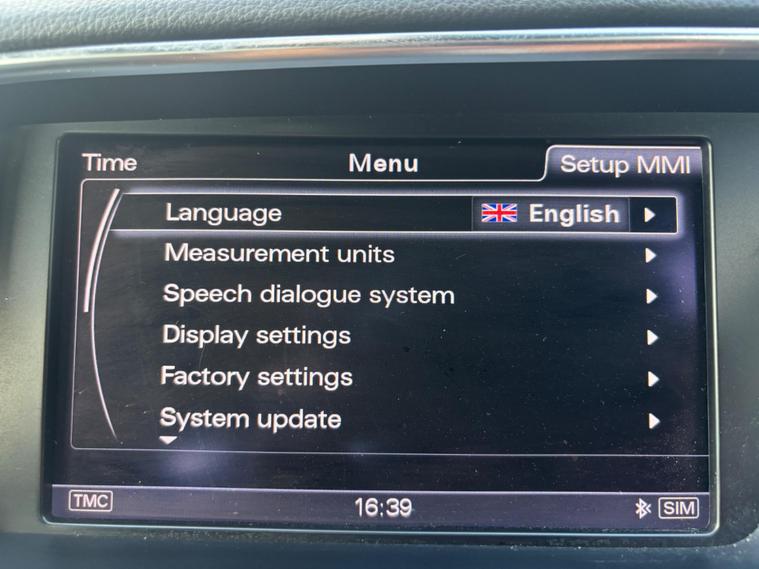 Time Menu Setup MMI
Language English
Measurement units
Speech dialogue system
Display settings
Factory settings
System update
TMC 16:39 SIM